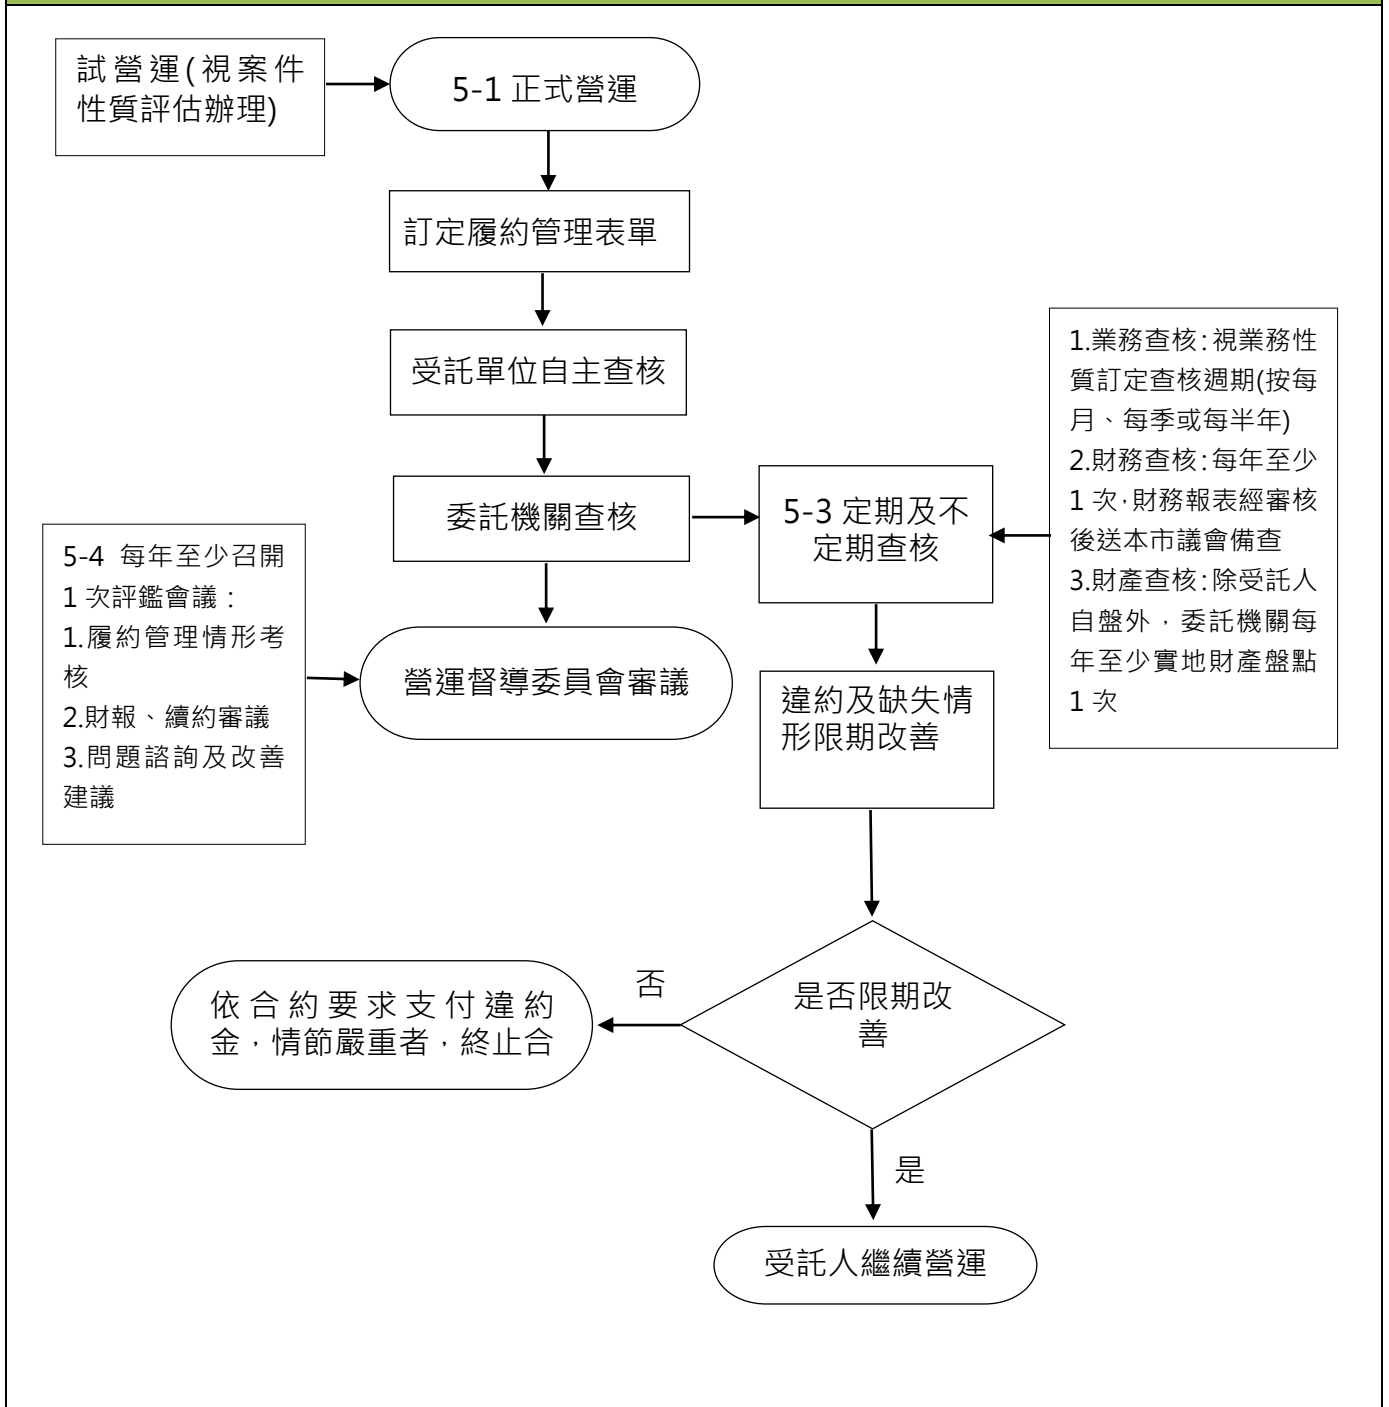 試營運(視案件
性質評估辦理)
5-1 正式營運
訂定履約管理表單
受託單位自主查核
委託機關查核
5-3 定期及不
定期查核
1.業務查核:視業務性
質訂定查核週期(按每
月、每季或每半年)
2.財務查核:每年至少
1 次,財務報表經審核
後送本市議會備查
3.財產查核:除受託人
自盤外,委託機關每
年至少實地財產盤點
1 次
5-4 每年至少召開
1 次評鑑會議:
1.履約管理情形考
核
2.財報、續約審議
3.問題諮詢及改善
建議
營運督導委員會審議
違約及缺失情
形限期改善
是否限期改
善
否
依合約要求支付違約
金,情節嚴重者,終止合
是
受託人繼續營運